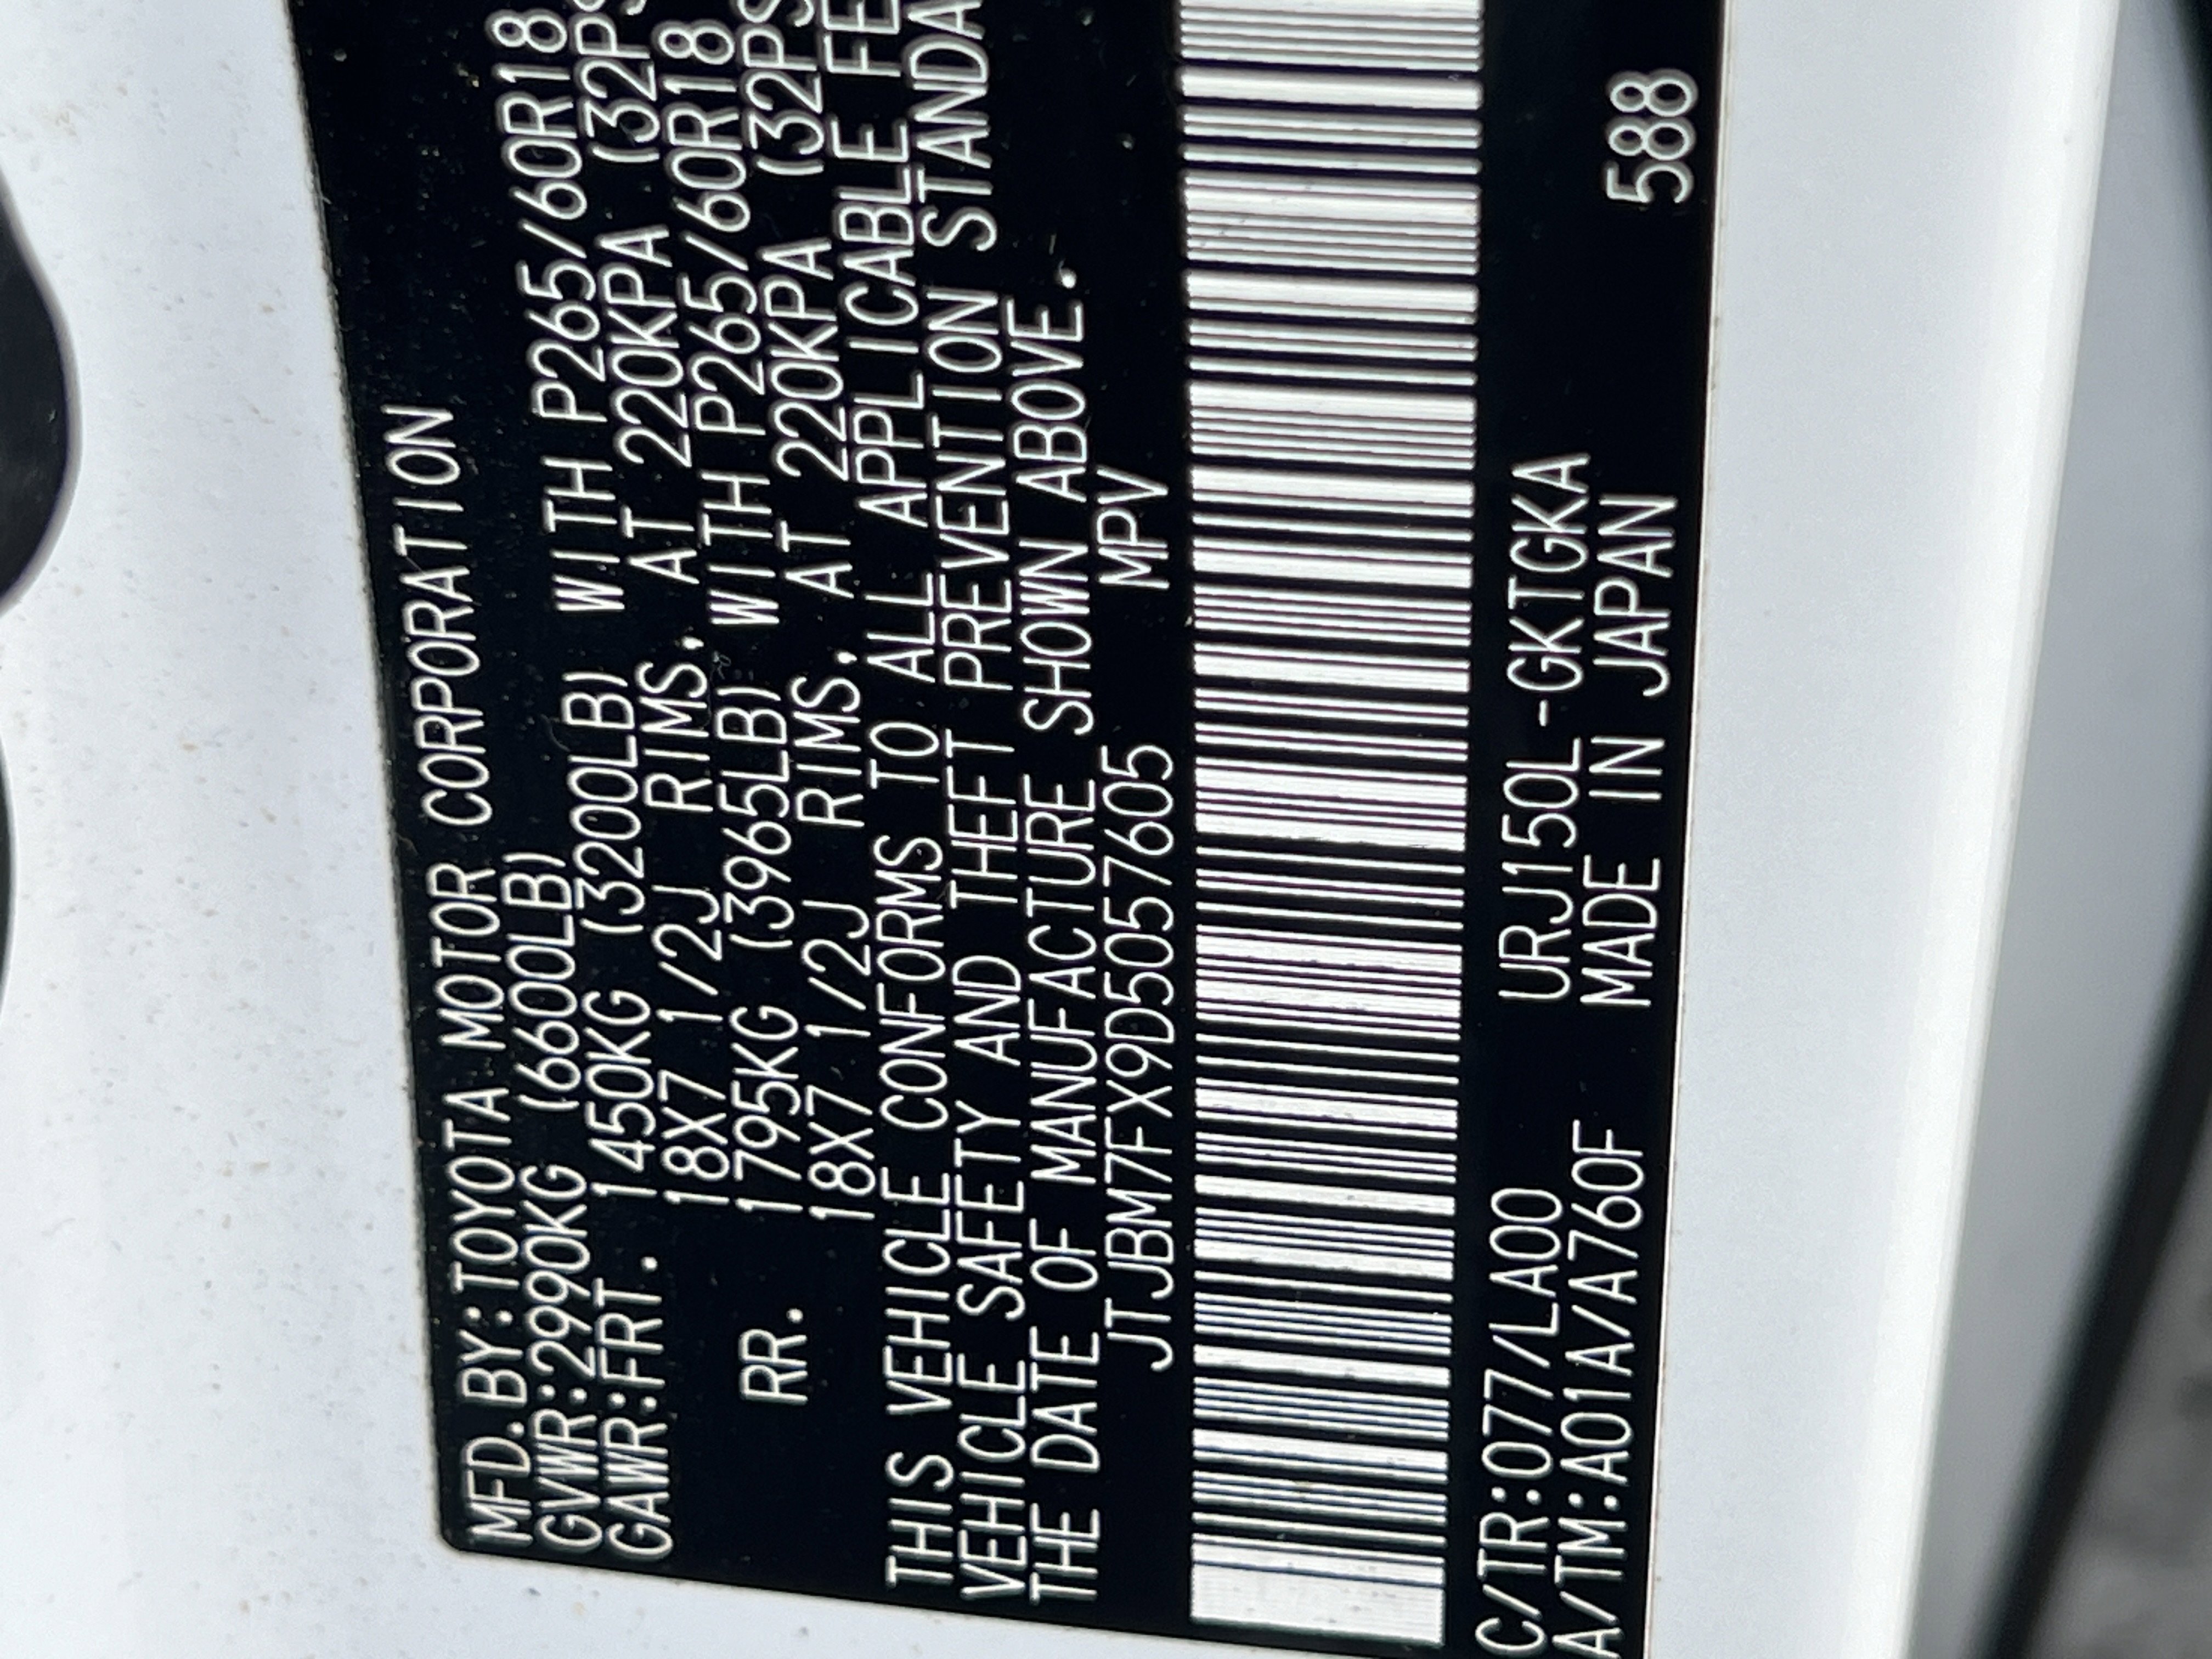 MFD.BY:TOYOTA MOTOR CORPORATION
GVWR:2990KG (6600LB)
GAWR:FRT. 1450KG (3200LB) WITH P265/60R18
18X7 1/2J RIMS, AT 220KPA (32PS
RR. 1795KG (3965LB) WITH P265/60R18
18X7 1/2J RIMS, AT 220KPA (32PS
THIS VEHICLE CONFORMS TO ALL APPLICABLE FE
VEHICLE SAFETY AND THEFT PREVENTION STANDA
THE DATE OF MANUFACTURE SHOWN ABOVE.
JTJBM7FX9D5057605 MPV
C/TR:077/LA00 URJ150L-GKTGKA
A/TM:A01A/A760F MADE IN JAPAN 588